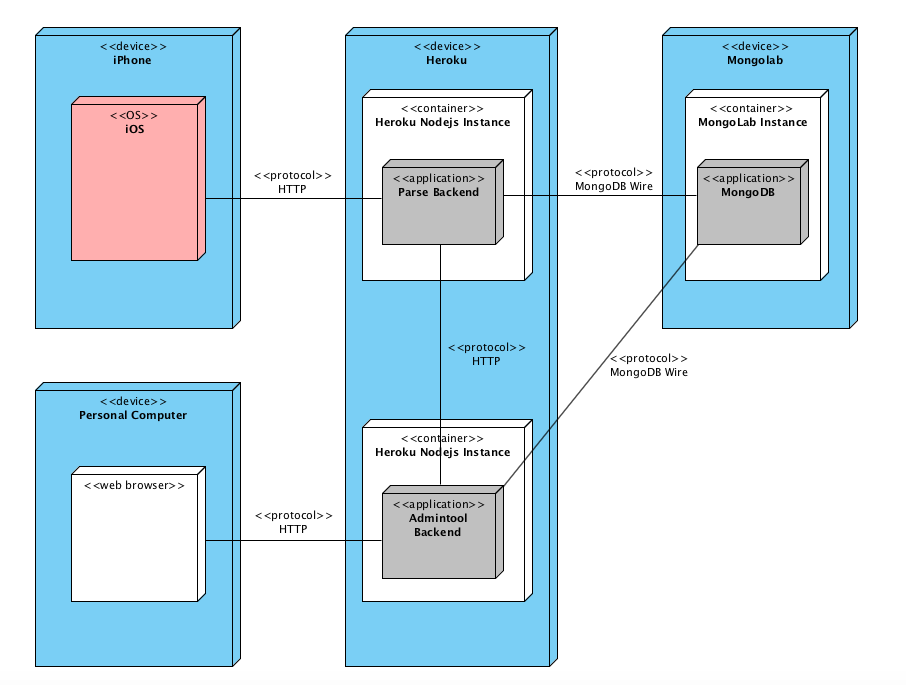 <<device>>
iPhone
<<OS>>
iOS
<<protocol>>
HTTP
<<device>>
Heroku
<<container>>
Heroku Nodejs Instance
<<application>>
Parse Backend
<<protocol>>
MongoDB Wire
<<device>>
Mongolab
<<container>>
MongoLab Instance
<<application>>
MongoDB
<<protocol>>
HTTP
<<protocol>>
MongoDB Wire
<<device>>
Personal Computer
<<web browser>>
<<protocol>>
HTTP
<<container>>
Heroku Nodejs Instance
<<application>>
Admintool
Backend